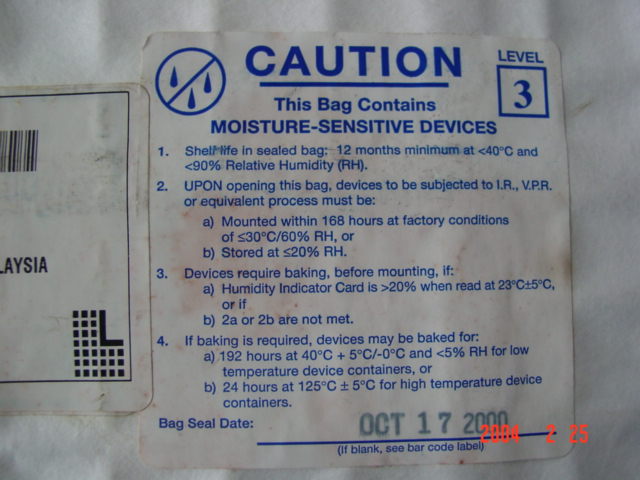 CAUTION
LEVEL
3
This Bag Contains
MOISTURE-SENSITIVE DEVICES
1. Shelf life in sealed bag: 12 months minimum at <40°C and
<90% Relative Humidity (RH).
2. UPON opening this bag, devices to be subjected to I.R., V.P.R.
or equivalent process must be:
a) Mounted within 168 hours at factory conditions
of ≤30°C/60% RH, or
b) Stored at ≤20% RH.
3. Devices require baking, before mounting, if:
a) Humidity Indicator Card is >20% when read at 23°C±5°C,
or if
b) 2a or 2b are not met.
4. If baking is required, devices may be baked for:
a) 192 hours at 40°C + 5°C/-0°C and <5% RH for low
temperature device containers, or
b) 24 hours at 125°C ± 5°C for high temperature device
containers.
Bag Seal Date: OCT 17 2000
(If blank, see bar code label)
LAYSIA
L
2004 2 25